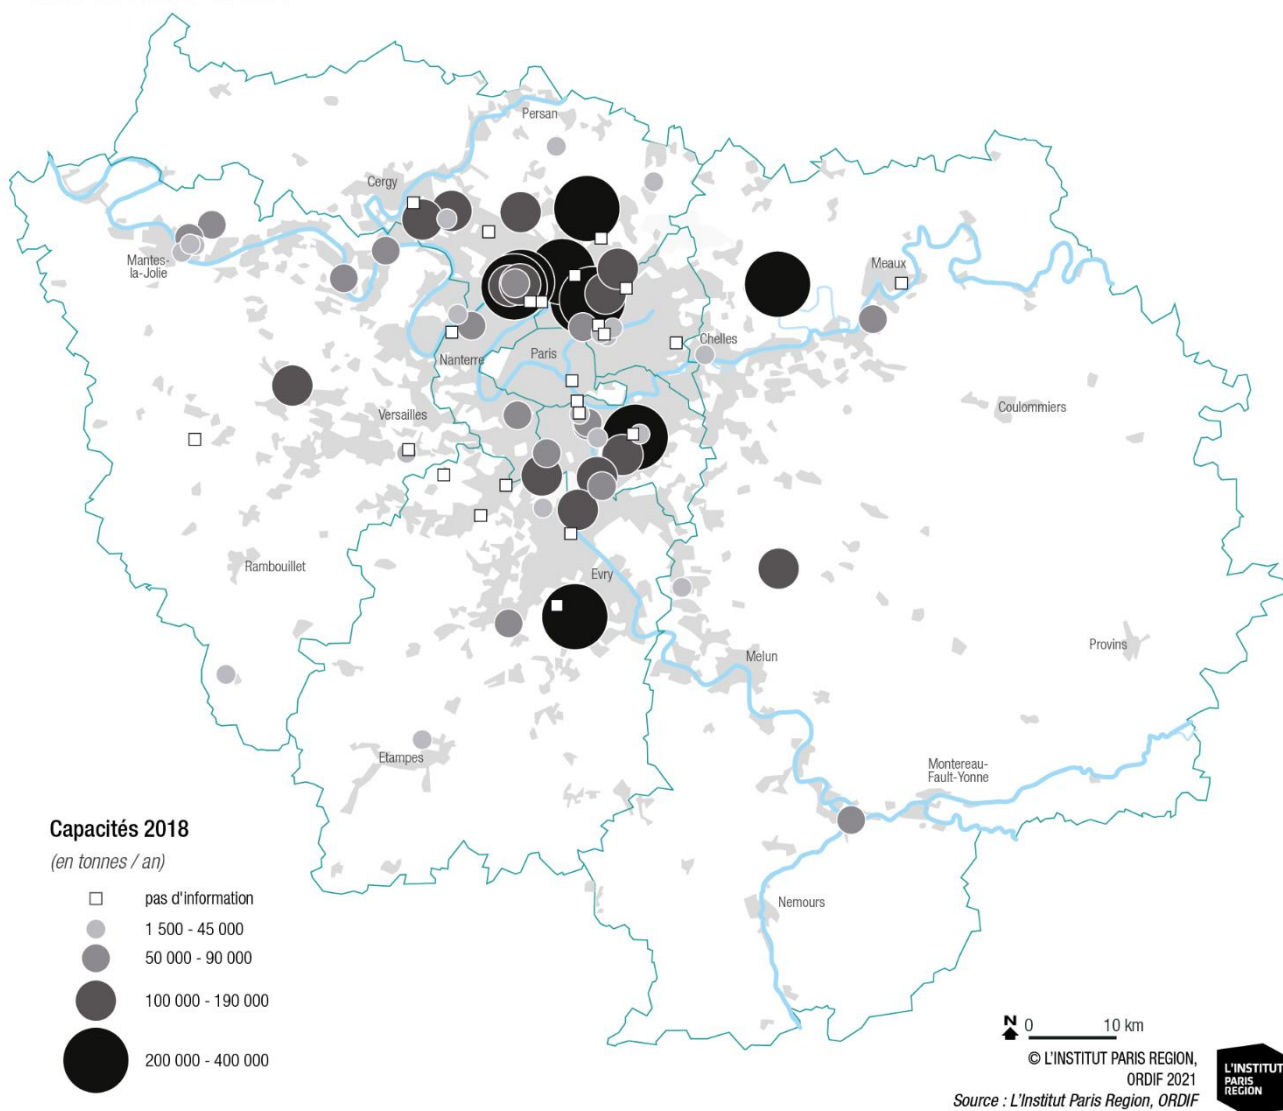 Persan
Cergy
Mantes-
la-Jolie
Meaux
Nanterre
Paris
Chelles
Versailles
Coulommiers
Rambouillet
Evry
Melun
Provins
Etampes
Montereau-
Fault-Yonne
Nemours
Capacités 2018
(en tonnes / an)
pas d'information
1 500 - 45 000
50 000 - 90 000
100 000 - 190 000
200 000 - 400 000
N 0 10 km
© L'INSTITUT PARIS REGION,
ORDIF 2021
Source : L'Institut Paris Region, ORDIF
L'INSTITUT
PARIS
REGION